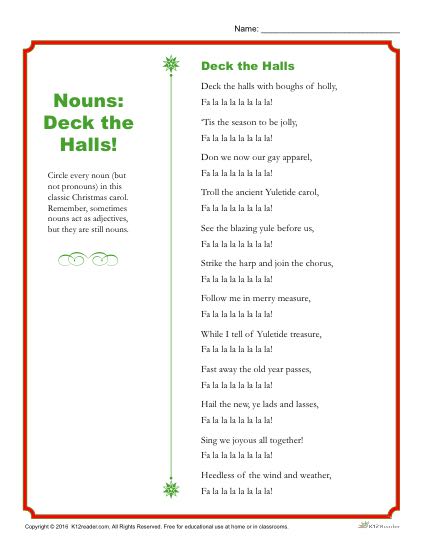 Name: ___________________________
Nouns:
Deck the
Halls!
Circle every noun (but
not pronouns) in this
classic Christmas carol.
Remember, sometimes
nouns act as adjectives,
but they are still nouns.
Deck the Halls
Deck the halls with boughs of holly,
Fa la la la la la la la!
'Tis the season to be jolly,
Fa la la la la la la la!
Don we now our gay apparel,
Fa la la la la la la la!
Troll the ancient Yuletide carol,
Fa la la la la la la la!
See the blazing yule before us,
Fa la la la la la la la!
Strike the harp and join the chorus,
Fa la la la la la la la!
Follow me in merry measure,
Fa la la la la la la la!
While I tell of Yuletide treasure,
Fa la la la la la la la!
Fast away the old year passes,
Fa la la la la la la la!
Hail the new, ye lads and lasses,
Fa la la la la la la la!
Sing we joyous all together!
Fa la la la la la la la!
Heedless of the wind and weather,
Fa la la la la la la la!
Copyright © 2016 K12reader.com. All Rights Reserved. Free for educational use at home or in classrooms.
K12Reader